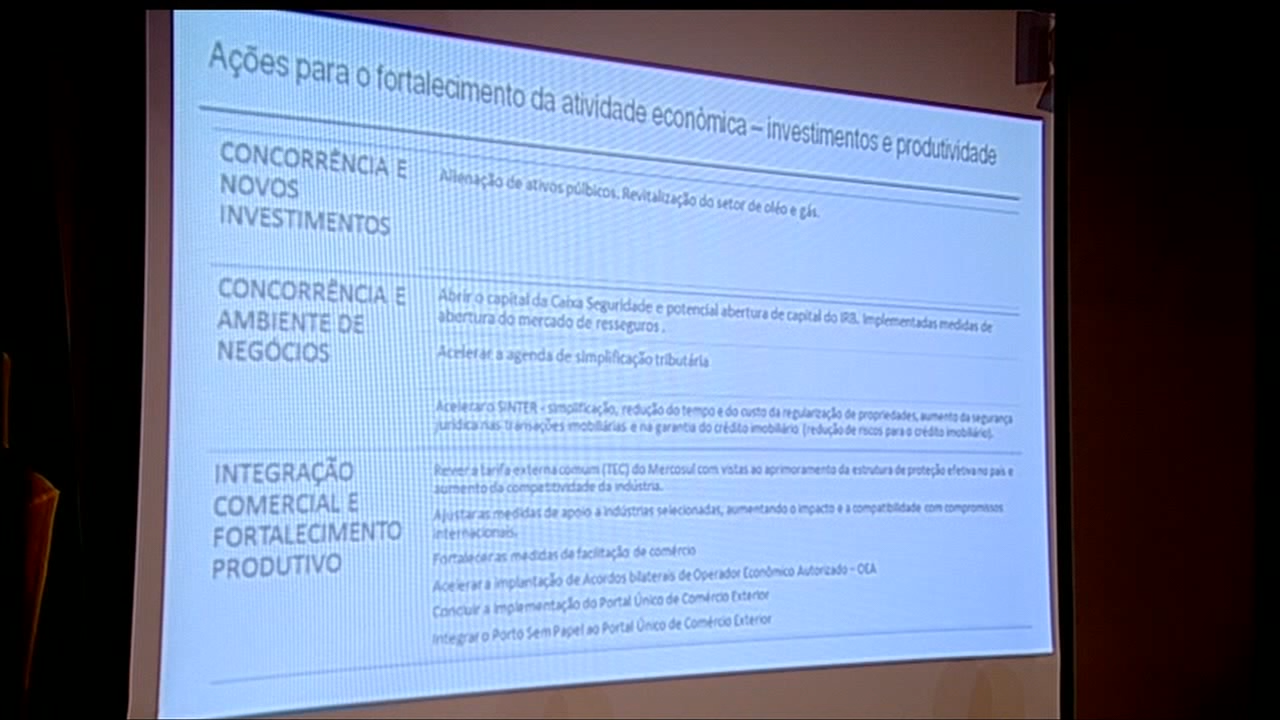 Ações para o fortalecimento da atividade econômica – investimentos e produtividade
CONCORRÊNCIA E
NOVOS
INVESTIMENTOS
Alienação de ativos púlbicos. Revitalização do setor de oléo e gás.
CONCORRÊNCIA E
AMBIENTE DE
NEGÓCIOS
Abrir o capital da Caixa Seguridade e potencial abertura de capital do IRB. Implementadas medidas de
abertura do mercado de resseguros .
Acelerar a agenda de simplificação tributária
Acelerar o SINTER - simplificação, redução do tempo e do custo da regularização de propriedades, aumento da segurança
jurídica nas transações imobiliárias e na garantia do crédito imobiliário (redução de riscos para o crédito imobiliário).
INTEGRAÇÃO
COMERCIAL E
FORTALECIMENTO
PRODUTIVO
Rever a tarifa externa comum (TEC) do Mercosul com vistas ao aprimoramento da estrutura de proteção efetiva no país e
aumento da competitividade da indústria.
Ajustar as medidas de apoio a indústrias selecionadas, aumentando o impacto e a compatibilidade com compromissos
internacionais.
Fortalecer as medidas de facilitação de comércio
Acelerar a implantação de Acordos bilaterais de Operador Econômico Autorizado – OEA
Concluir a implementação do Portal Único de Comércio Exterior
Integrar o Porto Sem Papel ao Portal Único de Comércio Exterior